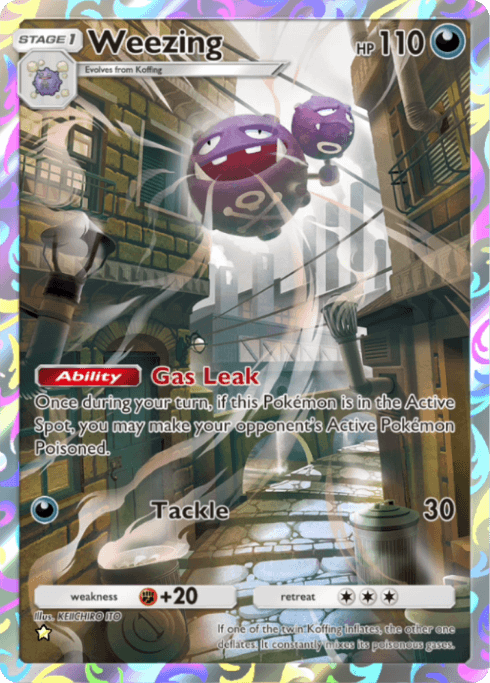 STAGE 1 Weezing HP 110
Evolves from Koffing
Ability Gas Leak
Once during your turn, if this Pokémon is in the Active
Spot, you may make your opponent's Active Pokémon
Poisoned.
Tackle 30
weakness +20 retreat
Illus. KEIICHIRO ITO
If one of the twin Koffing inflates, the other one
deflates. It constantly mixes its poisonous gases.